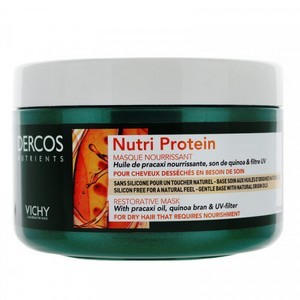 DERCOS
NUTRIENTS
Nutri Protein
MASQUE NOURRISSANT
Huile de pracaxi nourrissante, son de quinoa & filtre UV
POUR CHEVEUX DESSÉCHÉS EN BESOIN DE SOIN
SANS SILICONE POUR UN TOUCHER NATUREL - BASE SOIN AUX HUILES D'ORIGINE
SILICONE FREE FOR A NATURAL FEEL - GENTLE BASE WITH NATURAL ORIGIN OILS
RESTORATIVE MASK
With pracaxi oil, quinoa bran & UV-filter
FOR DRY HAIR THAT REQUIRES NOURISHMENT
VICHY
LABORATOIRES